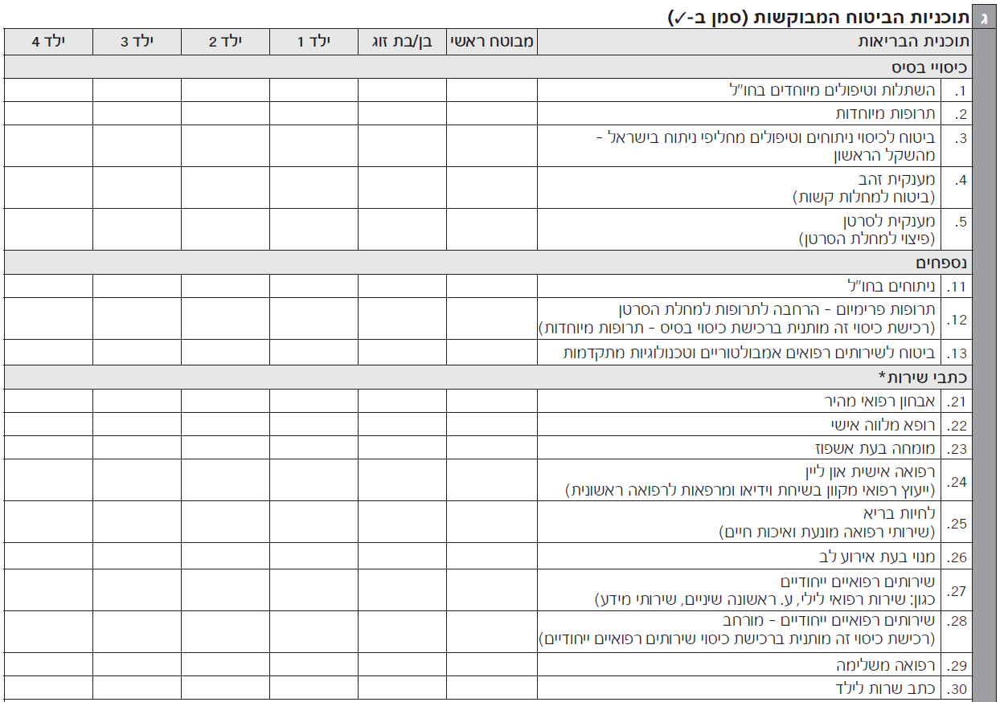 ג
תוכניות הביטוח המבוקשות (סמן ב-✓)
תוכנית הבריאות מבוטח ראשי בן/בת זוג ילד 1 ילד 2 ילד 3 ילד 4
כיסויי בסיס
1. השתלות וטיפולים מיוחדים בחו"ל
2. תרופות מיוחדות
3. ביטוח לכיסוי ניתוחים וטיפולים מחליפי ניתוח בישראל -
מהשקל הראשון
4. מענקית זהב
(ביטוח למחלות קשות)
5. מענקית לסרטן
(פיצוי למחלת הסרטן)
נספחים
11. ניתוחים בחו"ל
12. תרופות פרימיום - הרחבה לתרופות למחלת הסרטן
(רכישת כיסוי זה מותנית ברכישת כיסוי בסיס - תרופות מיוחדות)
13. ביטוח לשירותים רפואים אמבולטוריים וטכנולוגיות מתקדמות
כתבי שירות*
21. אבחון רפואי מהיר
22. רופא מלווה אישי
23. מומחה בעת אשפוז
24. רפואה אישית און ליין
(ייעוץ רפואי מקוון בשיחת וידיאו ומרפאות לרפואה ראשונית)
25. לחיות בריא
(שירותי רפואה מונעת ואיכות חיים)
26. מנוי בעת אירוע לב
27. שירותים רפואיים ייחודיים
כגון: שירות רפואי לילי, ע. ראשונה שיניים, שירותי מידע)
28. שירותים רפואיים ייחודיים - מורחב
(רכישת כיסוי זה מותנית ברכישת כיסוי שירותים רפואיים ייחודיים)
29. רפואה משלימה
30. כתב שרות לילד